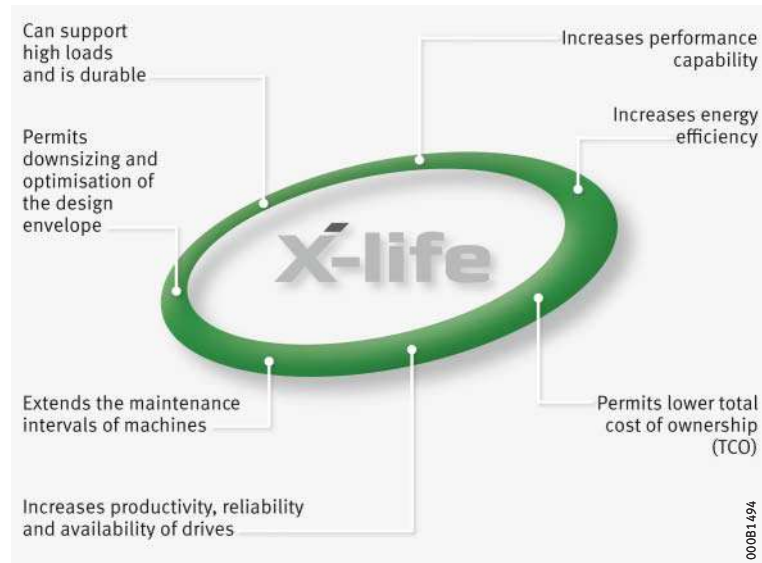 Can support
high loads
and is durable
Increases performance
capability
Increases energy
efficiency
Permits
downsizing and
optimisation of
the design
envelope
X-life
Extends the maintenance
intervals of machines
Permits lower total
cost of ownership
(TCO)
Increases productivity, reliability
and availability of drives
000B1494